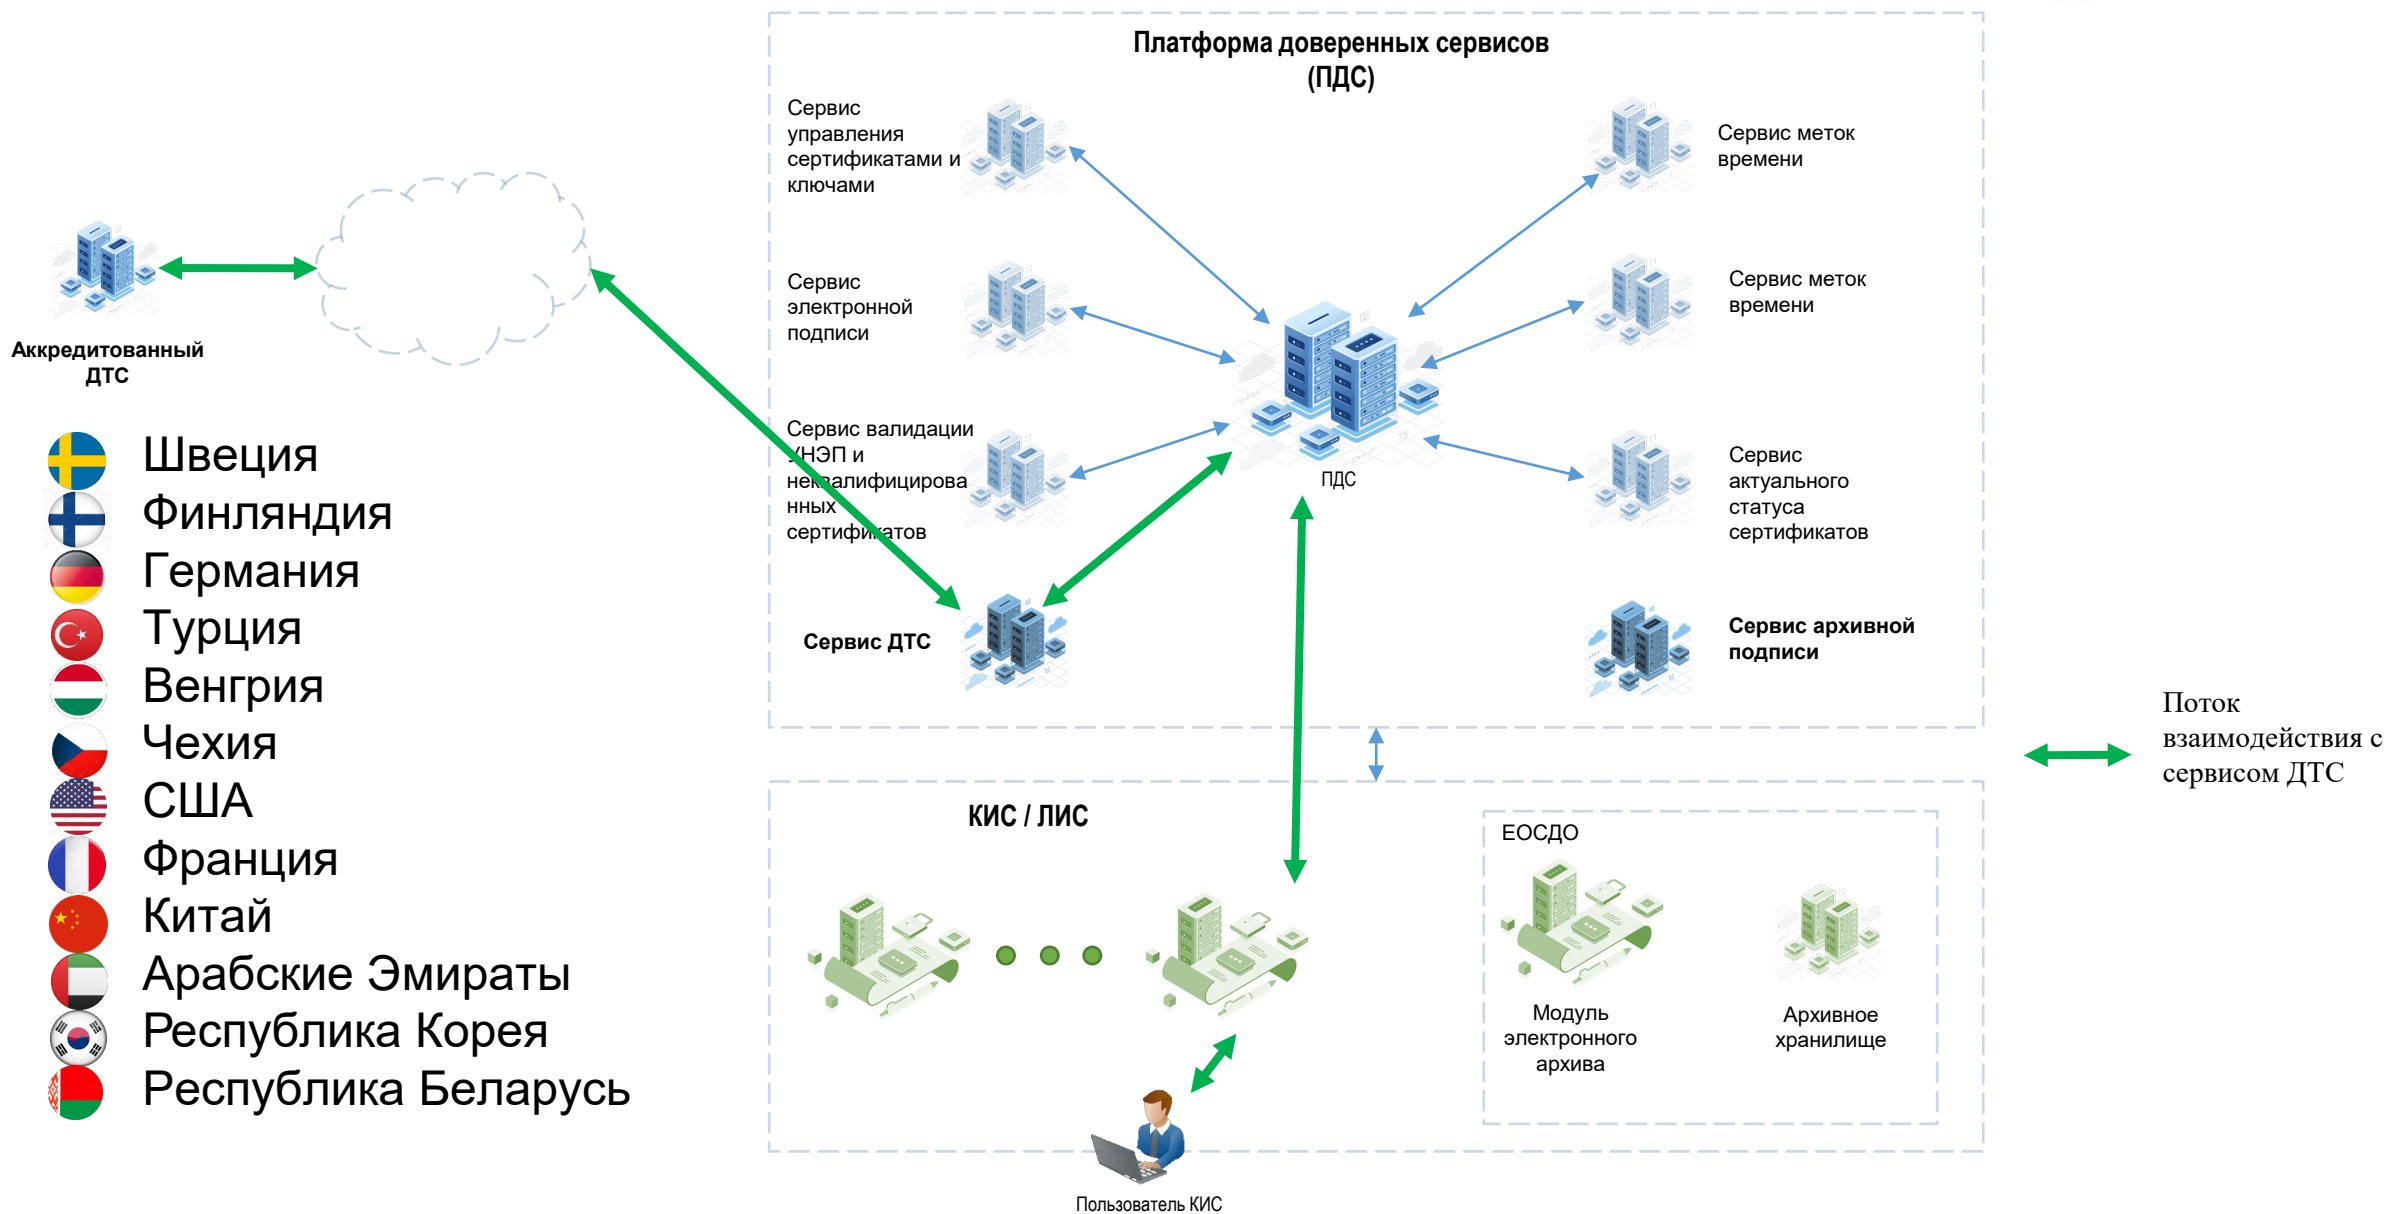 Платформа доверенных сервисов
(ПДС)
Сервис
управления
сертификатами и
ключами
Сервис меток
времени
Сервис
электронной
подписи
Сервис меток
времени
Сервис валидации
УНЭП и
неквалифицирова
нных
сертификатов
ПДС
Сервис
актуального
статуса
сертификатов
Сервис ДТС
Сервис архивной
подписи
Аккредитованный
ДТС
Швеция
Финляндия
Германия
Турция
Венгрия
Чехия
США
Франция
Китай
Арабские Эмираты
Республика Корея
Республика Беларусь
КИС / ЛИС
ЕОСДО
Модуль
электронного
архива
Архивное
хранилище
Пользователь КИС
Поток
взаимодействия с
сервисом ДТС